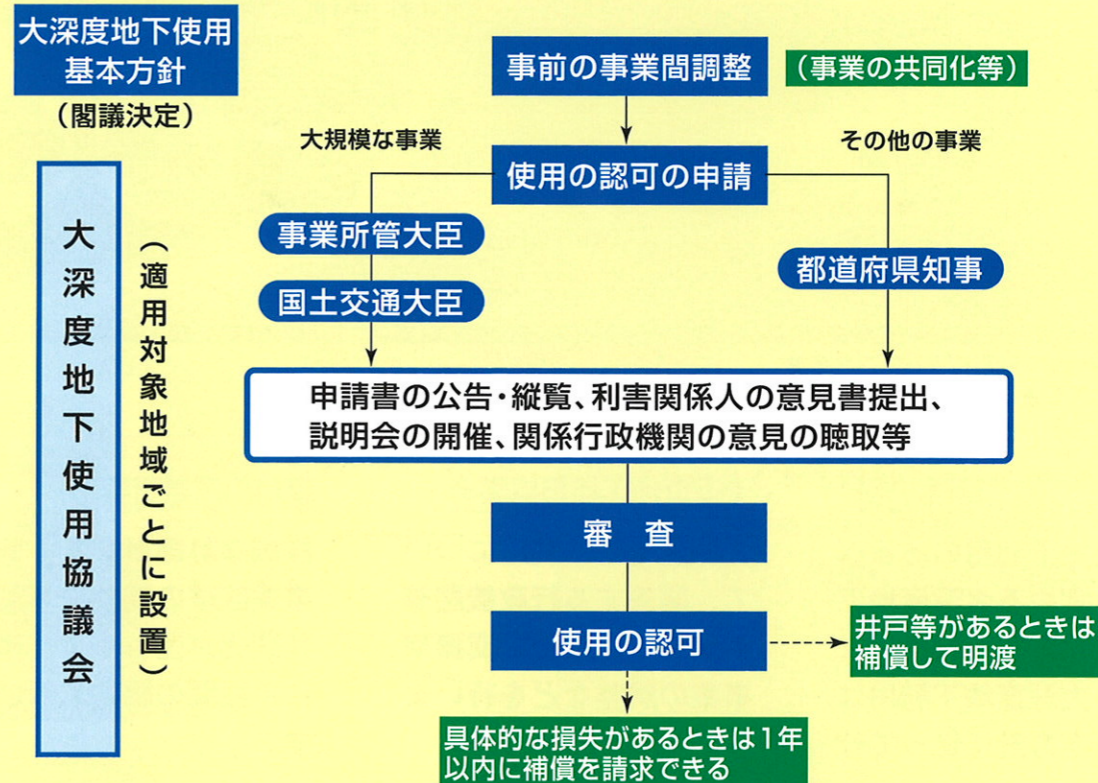 大深度地下使用
基本方針
（閣議決定）
大深度地下使用協議会
（適用対象地域ごとに設置）
事前の事業間調整
（事業の共同化等）
大規模な事業
その他の事業
使用の認可の申請
事業所管大臣
国土交通大臣
都道府県知事
申請書の公告・縦覧、利害関係人の意見書提出、
説明会の開催、関係行政機関の意見の聴取等
審　査
使用の認可
井戸等があるときは
補償して明渡
具体的な損失があるときは1年
以内に補償を請求できる